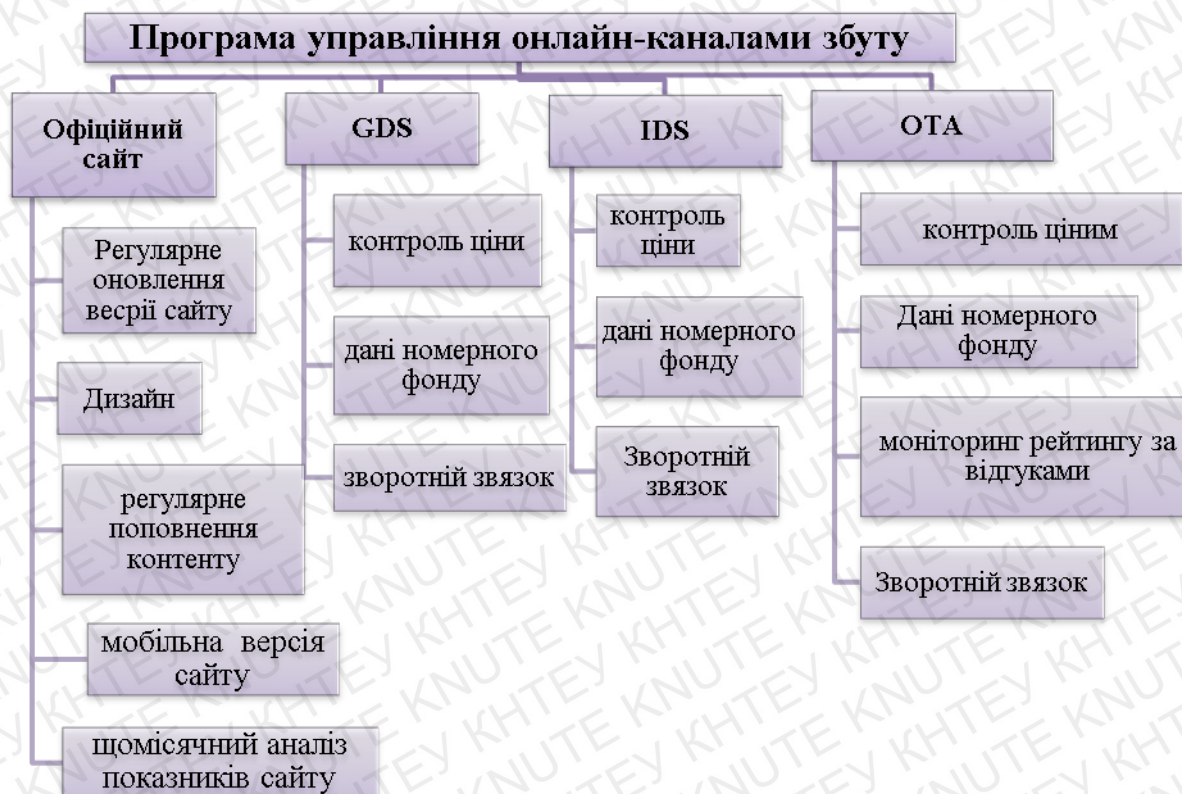 Програма управління онлайн-каналами збуту
Офіційний
сайт
Регулярне
оновлення
весрії сайту
Дизайн
регулярне
поповнення
контенту
мобільна версія
сайту
щомісячний аналіз
показників сайту
GDS
контроль ціни
дані номерного
фонду
зворотній звязок
IDS
контроль
ціни
дані номерного
фонду
Зворотній
звязок
OTA
контроль ціним
Дані номерного
фонду
моніторинг рейтингу за
відгуками
Зворотній звязок